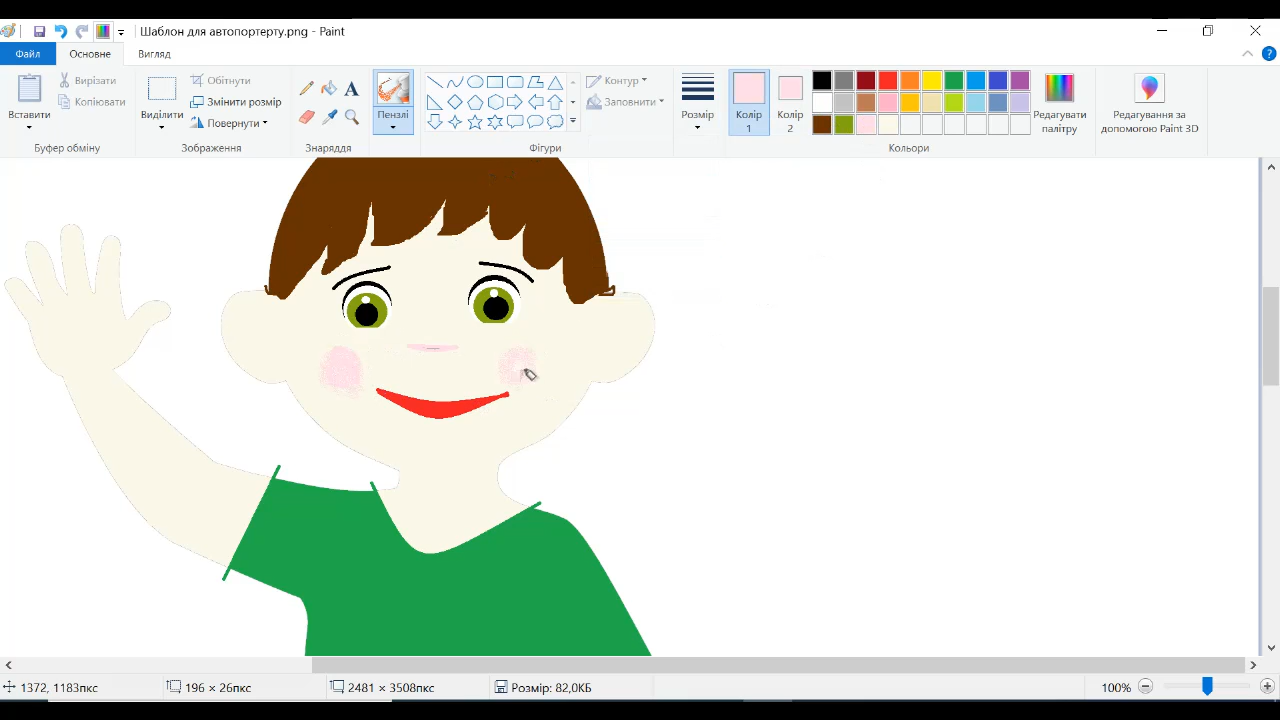 Шаблон для автопортерту.png - Paint
Файл
Основне
Вигляд
Вставити
Вирізати
Копіювати
Буфер обміну
Виділити
Обітнути
Змінити розмір
Повернути
Зображення
A
Знаряддя
Пензлі
Контур
Заповнити
Фігури
Розмір
Колір
1
Колір
2
Редагувати
палітру
Кольори
Редагування за
допомогою Paint 3D
1372, 1183пкс
196 × 26пкс
2481 × 3508пкс
Розмір: 82,0КБ
100%